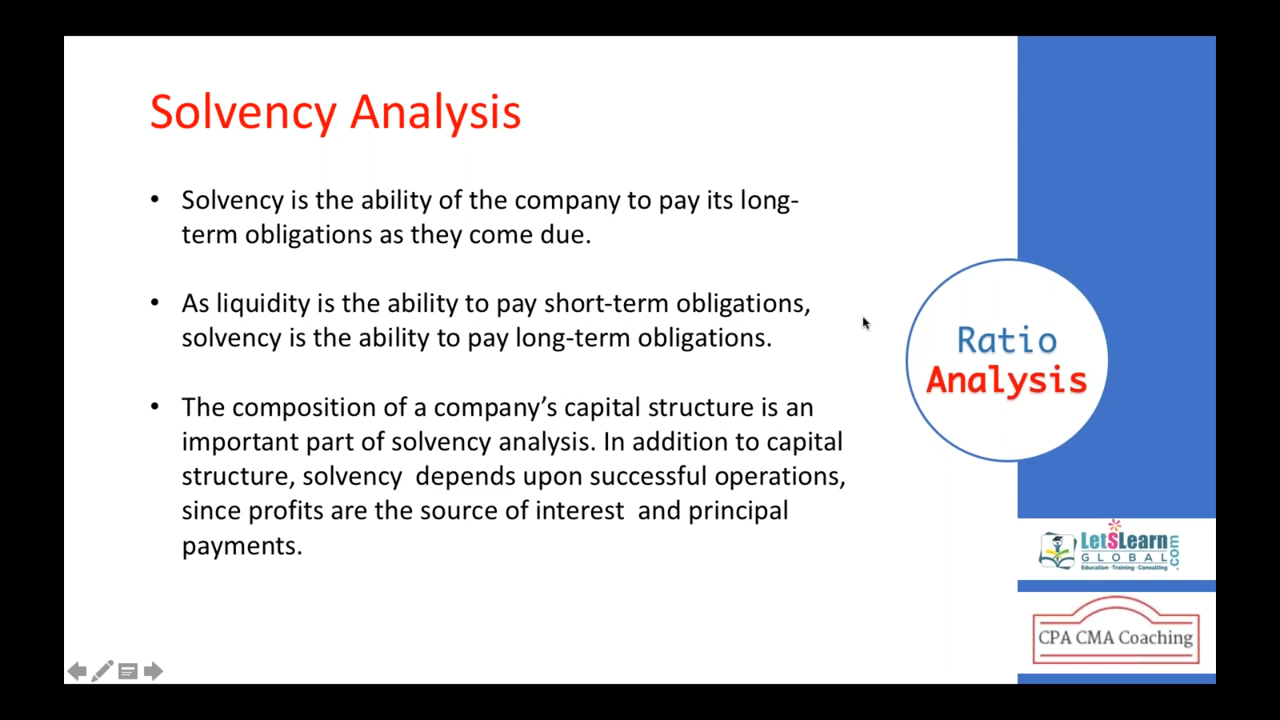 Solvency Analysis
• Solvency is the ability of the company to pay its long-
term obligations as they come due.
• As liquidity is the ability to pay short-term obligations,
solvency is the ability to pay long-term obligations.
• The composition of a company’s capital structure is an
important part of solvency analysis. In addition to capital
structure, solvency  depends upon successful operations,
since profits are the source of interest  and principal
payments.
Ratio
Analysis
LetSLearn
GLOBAL.com
Education · Training · Consulting
CPA CMA Coaching